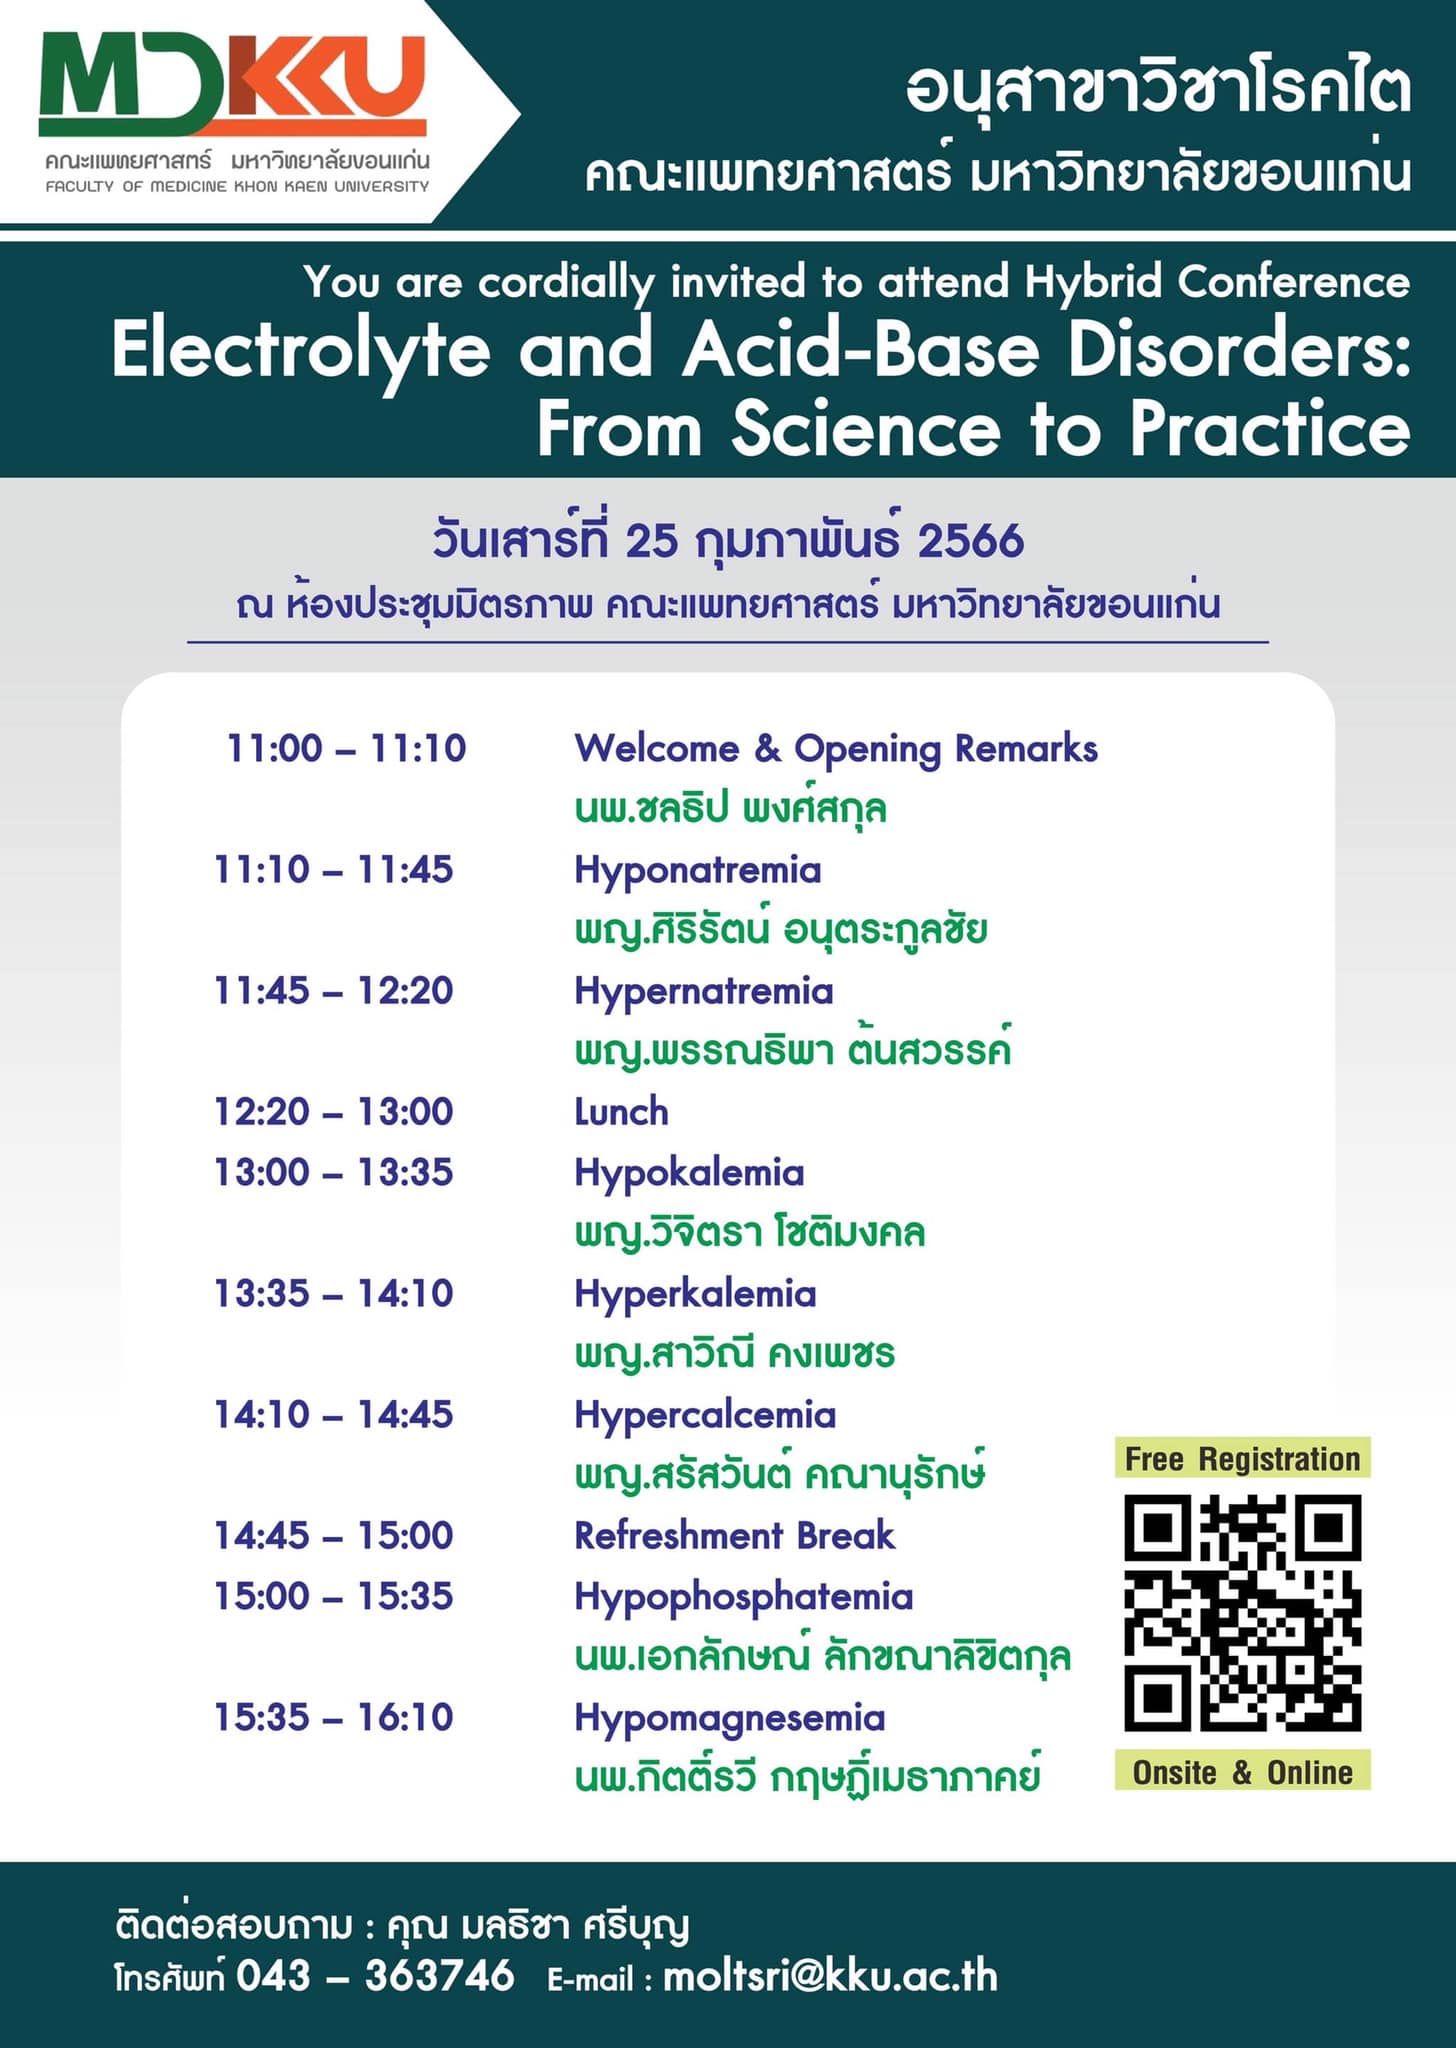 MDKKU
คณะแพทยศาสตร์ มหาวิทยาลัยขอนแก่น
FACULTY OF MEDICINE KHON KAEN UNIVERSITY
อนุสาขาวิชาโรคไต
คณะแพทยศาสตร์ มหาวิทยาลัยขอนแก่น
You are cordially invited to attend Hybrid Conference
Electrolyte and Acid-Base Disorders:
From Science to Practice
วันเสาร์ที่ 25 กุมภาพันธ์ 2566
ณ ห้องประชุมมิตรภาพ คณะแพทยศาสตร์ มหาวิทยาลัยขอนแก่น
11:00 – 11:10 Welcome & Opening Remarks
นพ.ชลธิป พงศ์สกุล
11:10 – 11:45 Hyponatremia
พญ.ศิริรัตน์ อนุตระกูลชัย
11:45 – 12:20 Hypernatremia
พญ.พรรณธิพา ต้นสวรรค์
12:20 – 13:00 Lunch
13:00 – 13:35 Hypokalemia
พญ.วิจิตรา โชติมงคล
13:35 – 14:10 Hyperkalemia
พญ.สาวิณี คงเพชร
14:10 – 14:45 Hypercalcemia
พญ.สรัสวันต์ คณานุรักษ์
14:45 – 15:00 Refreshment Break
15:00 – 15:35 Hypophosphatemia
นพ.เอกลักษณ์ ลักขณาลิขิตกุล
15:35 – 16:10 Hypomagnesemia
นพ.กิตติ์รวี กฤษฏิ์เมธาภาคย์
Free Registration
Onsite & Online
ติดต่อสอบถาม : คุณ มลธิชา ศรีบุญ
โทรศัพท์ 043 – 363746 E-mail : moltsri@kku.ac.th